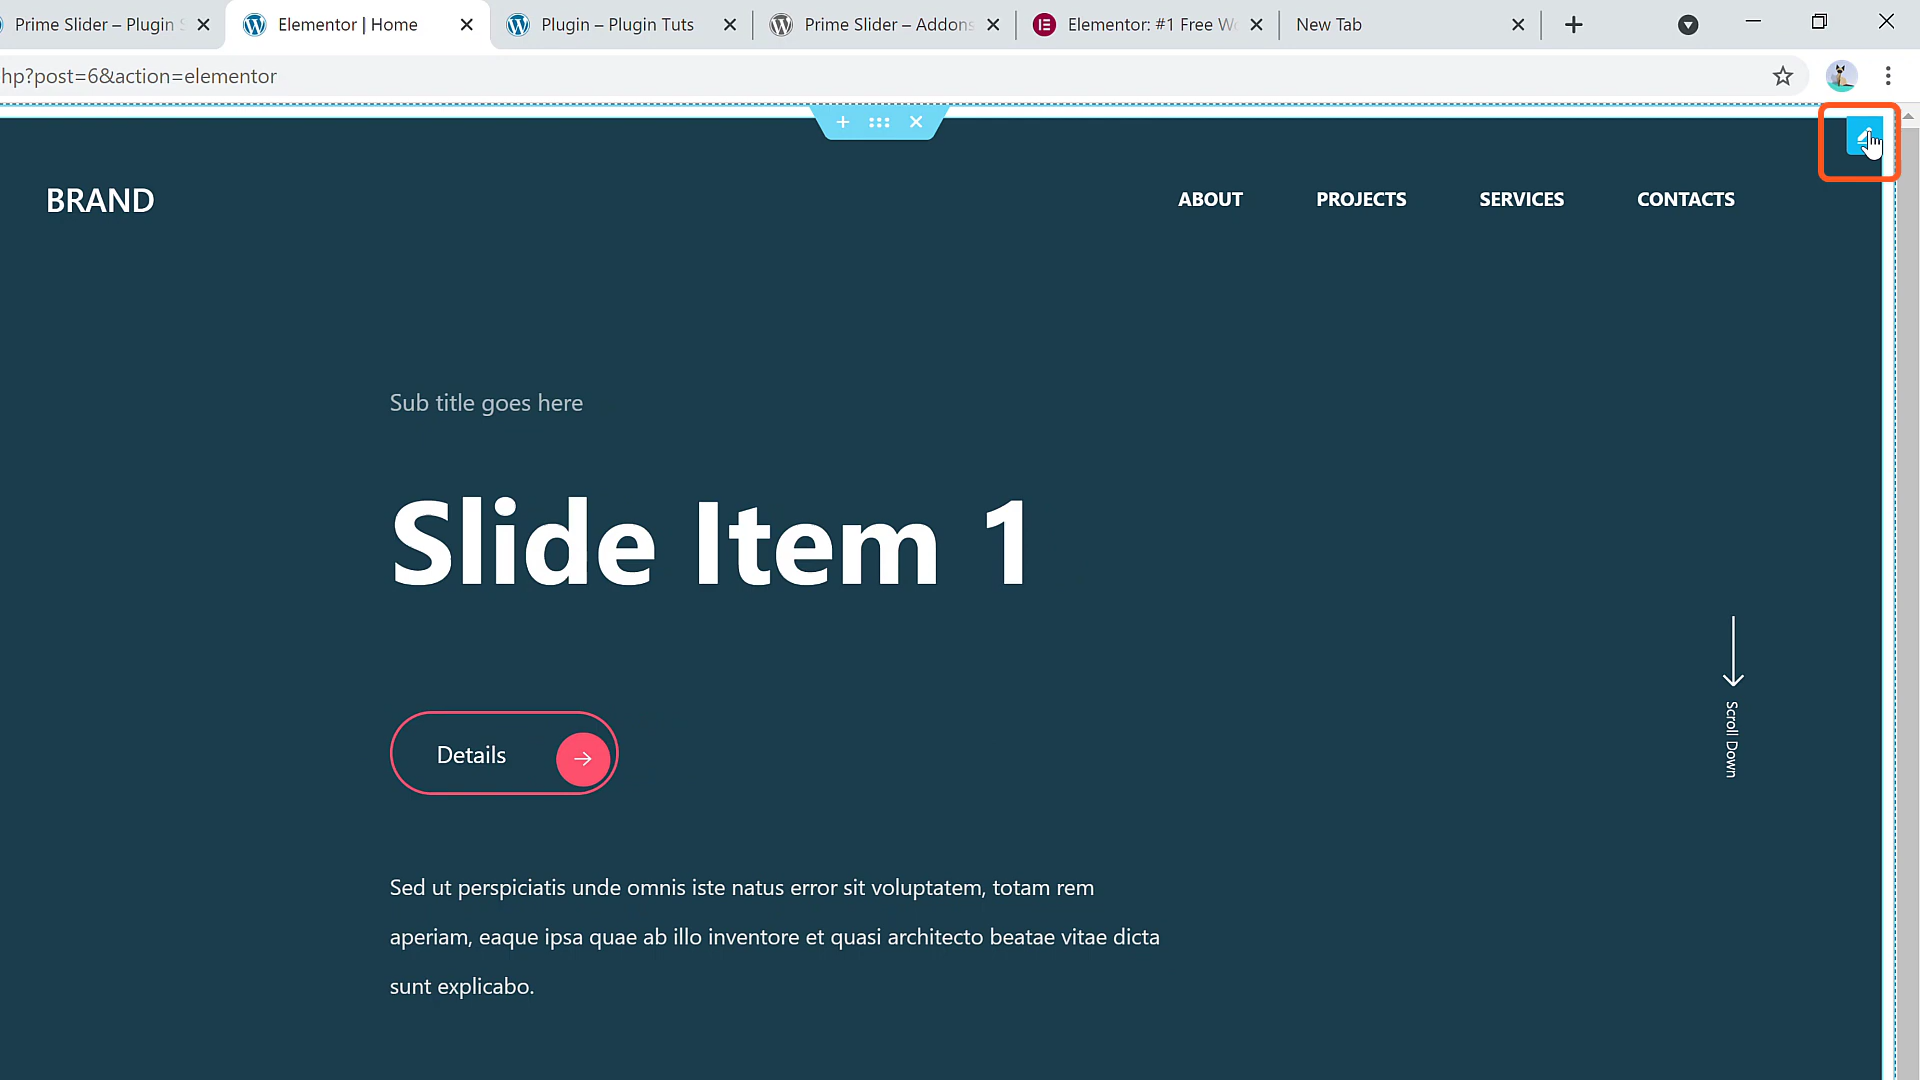 Prime Slider – Plugin
Elementor | Home
Plugin – Plugin Tuts
Prime Slider – Addons
Elementor: #1 Free
New Tab
hp?post=6&action=elementor
BRAND
ABOUT
PROJECTS
SERVICES
CONTACTS
Sub title goes here
Slide Item 1
Details
Scroll Down
Sed ut perspiciatis unde omnis iste natus error sit voluptatem, totam rem
aperiam, eaque ipsa quae ab illo inventore et quasi architecto beatae vitae dicta
sunt explicabo.